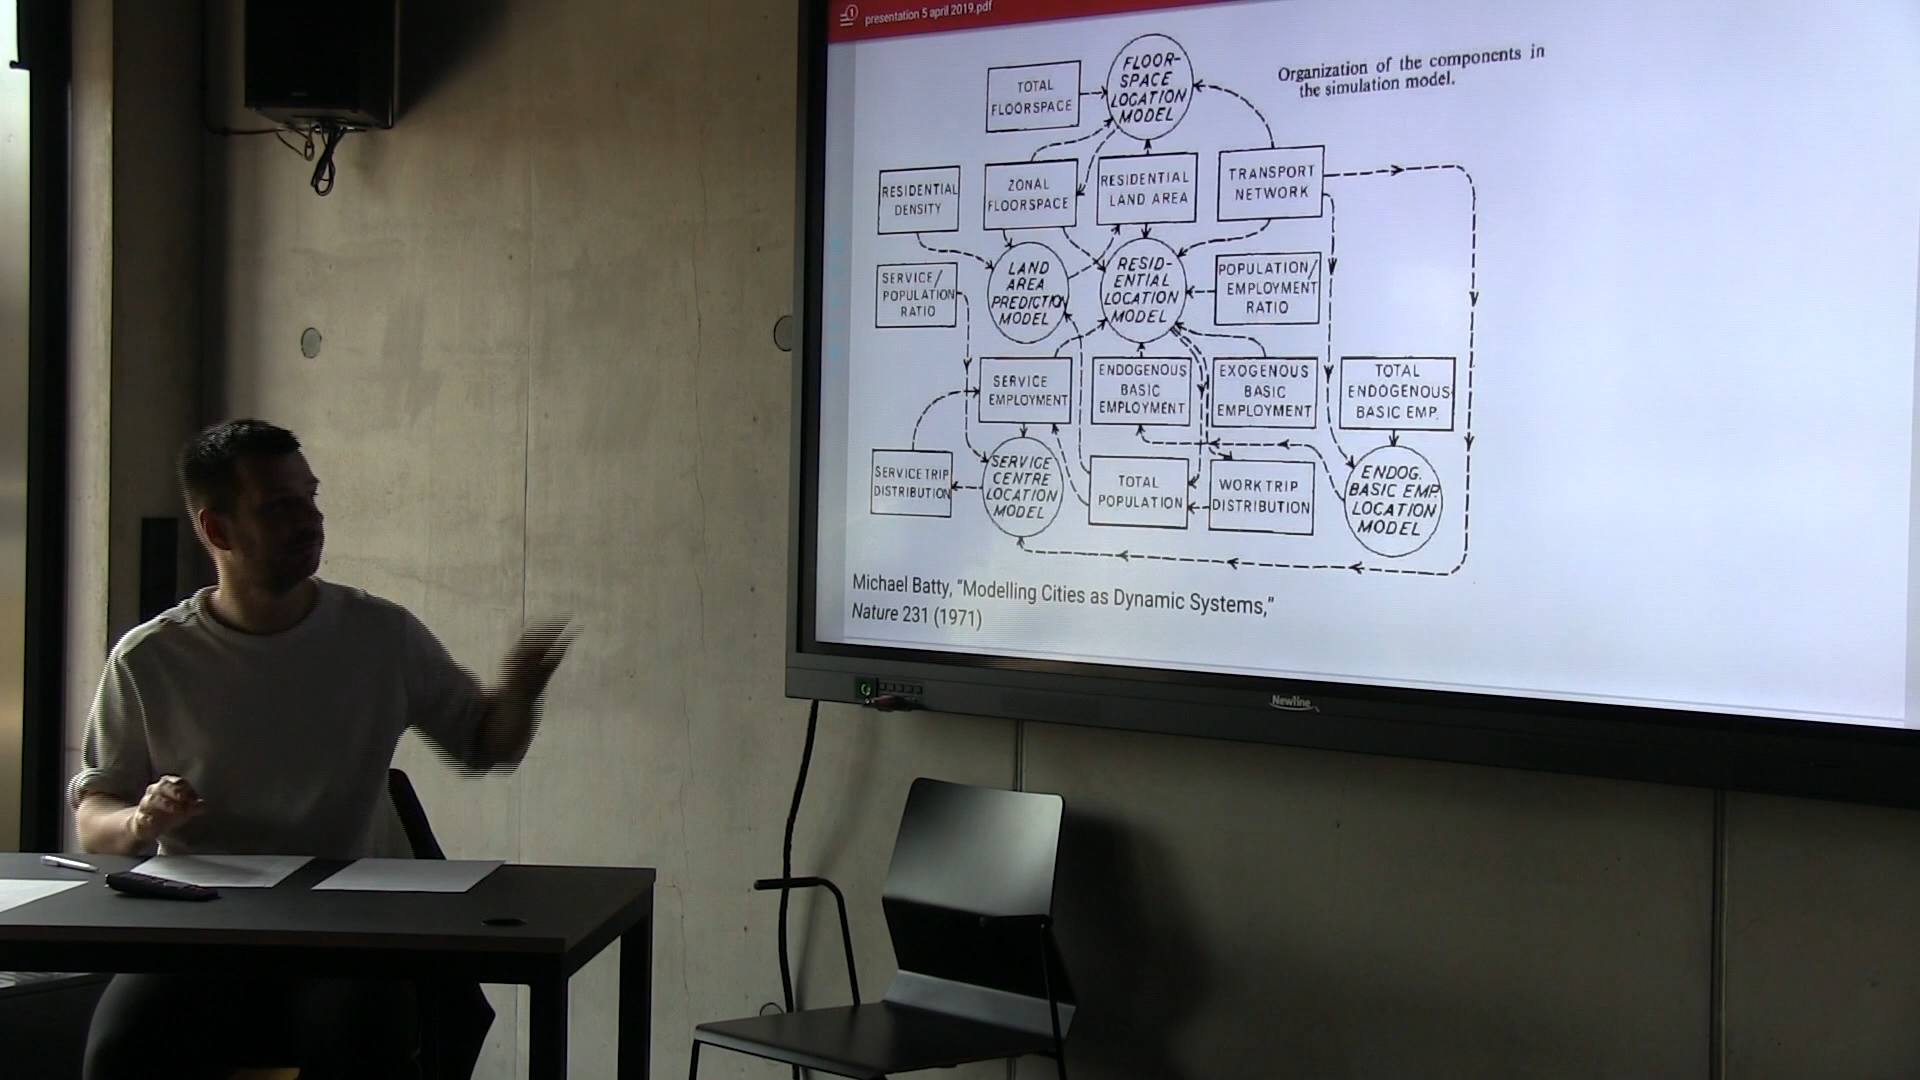 presentation 5 april 2019.pdf
Organization of the components in
the simulation model.
FLOOR-
SPACE
LOCATION
MODEL
TOTAL
FLOORSPACE
RESIDENTIAL
DENSITY
ZONAL
FLOORSPACE
RESIDENTIAL
LAND AREA
TRANSPORT
NETWORK
SERVICE/
POPULATION
RATIO
LAND
AREA
PREDICTION
MODEL
RESID-
ENTIAL
LOCATION
MODEL
POPULATION/
EMPLOYMENT
RATIO
SERVICE
EMPLOYMENT
ENDOGENOUS
BASIC
EMPLOYMENT
EXOGENOUS
BASIC
EMPLOYMENT
TOTAL
ENDOGENOUS
BASIC EMP.
SERVICE TRIP
DISTRIBUTION
SERVICE
CENTRE
LOCATION
MODEL
TOTAL
POPULATION
WORK TRIP
DISTRIBUTION
ENDOG.
BASIC EMP.
LOCATION
MODEL
Michael Batty, "Modelling Cities as Dynamic Systems,"
Nature 231 (1971)
Newline